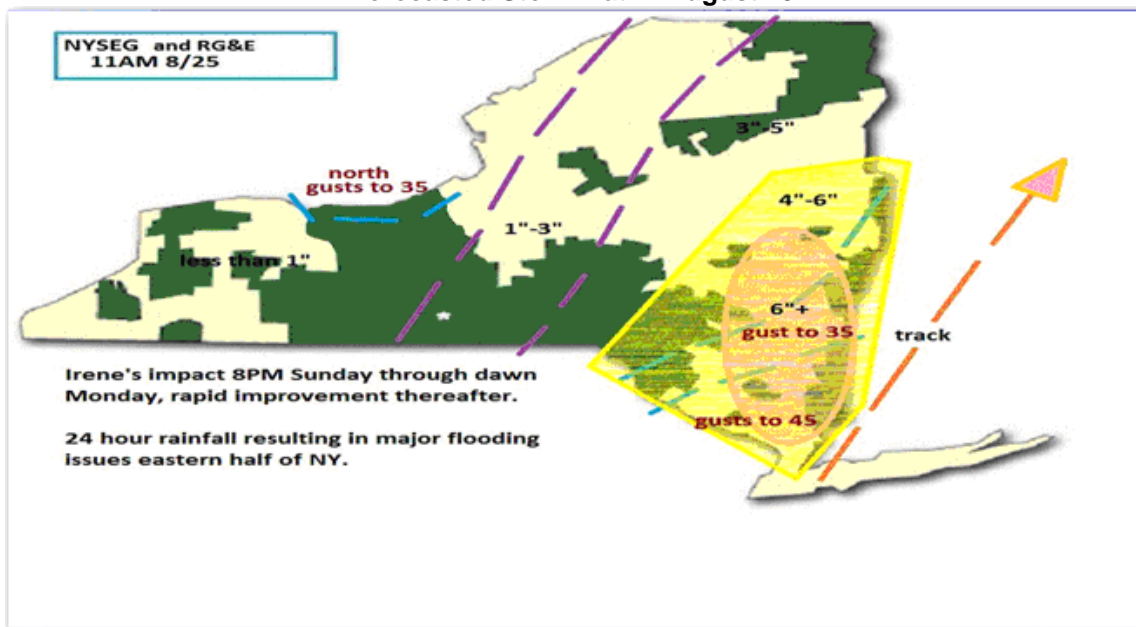 NYSEG and RG&E
11AM 8/25
3"-5"
north
gusts to 35
4"-6"
1"-3"
less than 1"
6"+
gust to 35
track
Irene's impact 8PM Sunday through dawn
Monday, rapid improvement thereafter.
gusts to 45
24 hour rainfall resulting in major flooding
issues eastern half of NY.